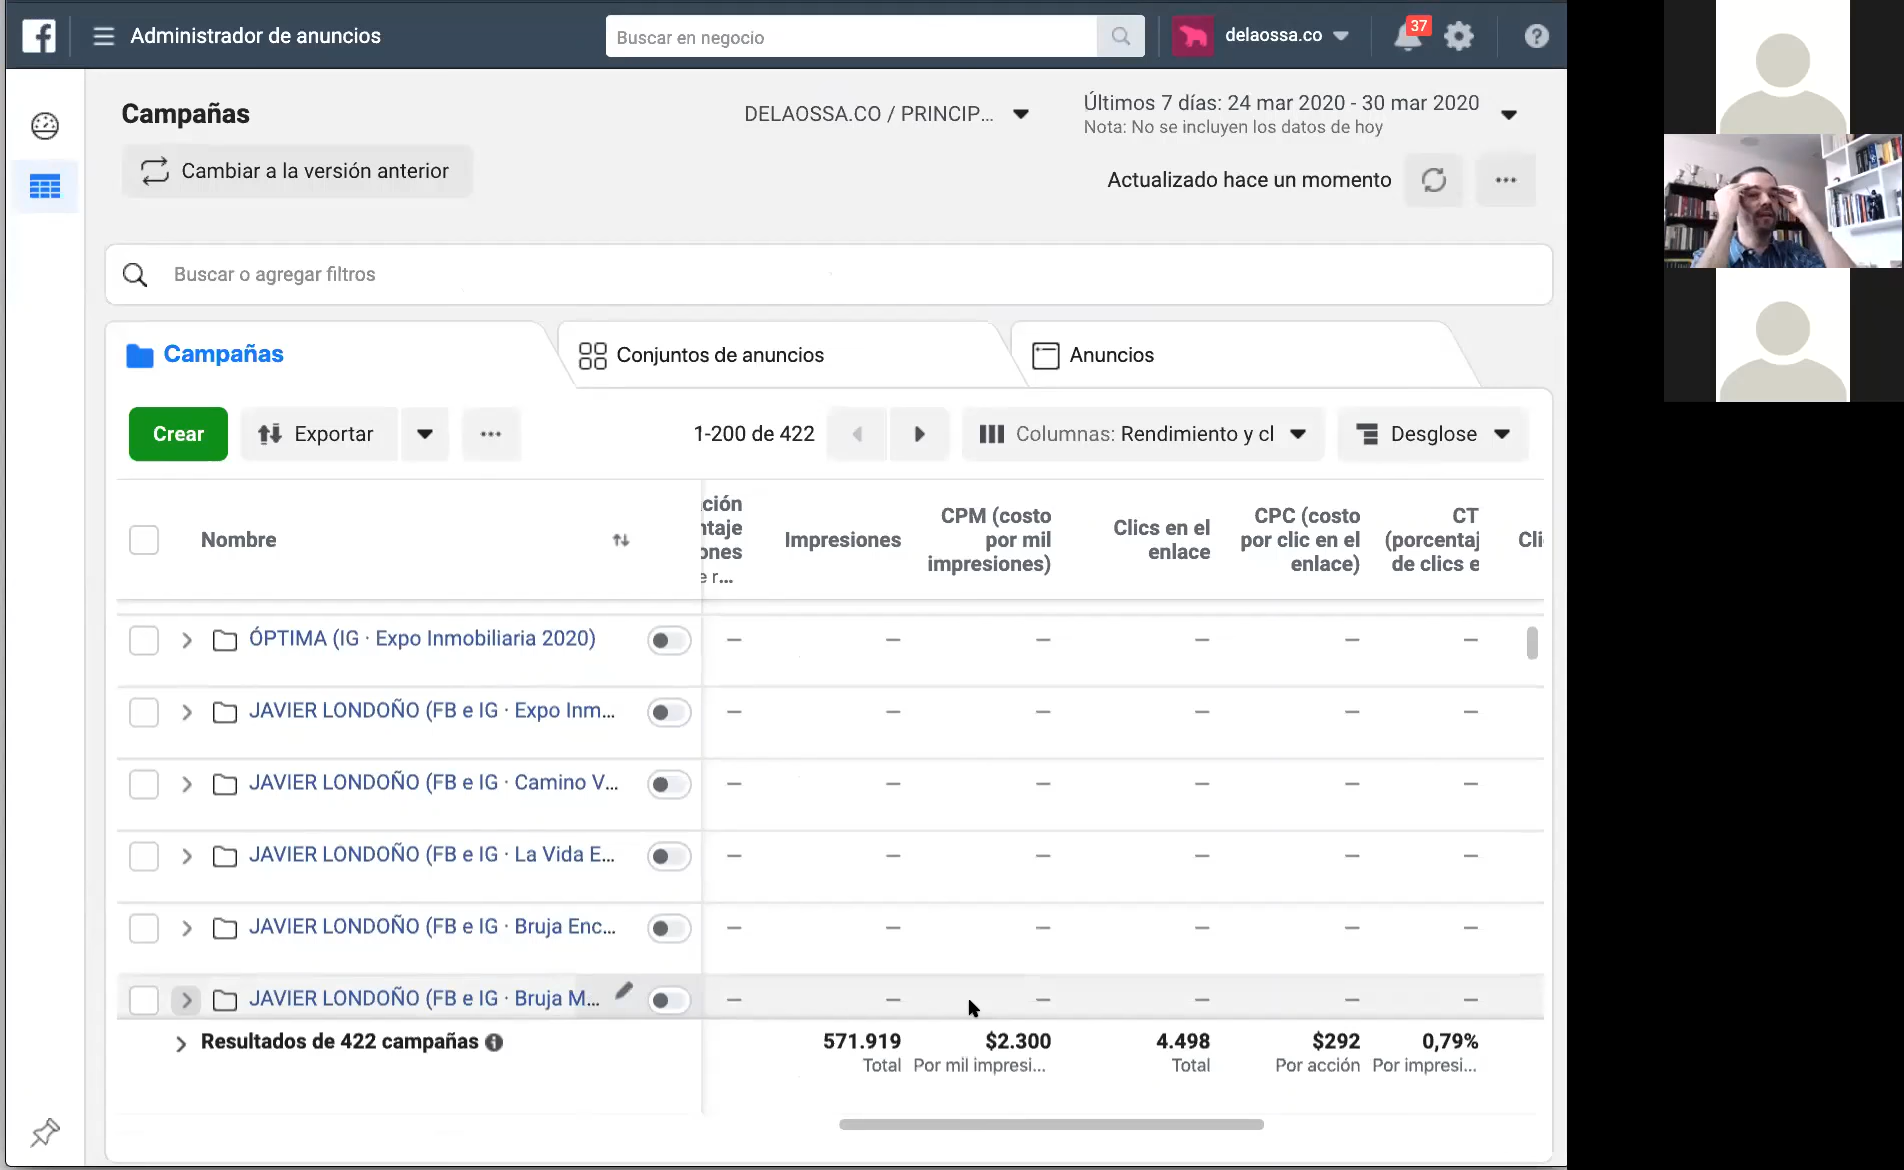 Administrador de anuncios
Buscar en negocio
delaossa.co
37
Campañas
DELAOSSA.CO / PRINCIP...
Últimos 7 días: 24 mar 2020 - 30 mar 2020
Nota: No se incluyen los datos de hoy
Cambiar a la versión anterior
Actualizado hace un momento
Buscar o agregar filtros
Campañas
Conjuntos de anuncios
Anuncios
Crear
Exportar
1-200 de 422
Columnas: Rendimiento y cl
Desglose
Nombre
ción
ntaje
ones
e r...
Impresiones
CPM (costo
por mil
impresiones)
Clics en el
enlace
CPC (costo
por clic en el
enlace)
CT
(porcentaj
de clics e
Cli
ÓPTIMA (IG · Expo Inmobiliaria 2020) — — — — — —
JAVIER LONDOÑO (FB e IG · Expo Inm... — — — — — —
JAVIER LONDOÑO (FB e IG · Camino V... — — — — — —
JAVIER LONDOÑO (FB e IG · La Vida E... — — — — — —
JAVIER LONDOÑO (FB e IG · Bruja Enc... — — — — — —
JAVIER LONDOÑO (FB e IG · Bruja M... — — — — — —
Resultados de 422 campañas 571.919 $2.300 4.498 $292 0,79%
Total Por mil impresi... Total Por acción Por impresi...